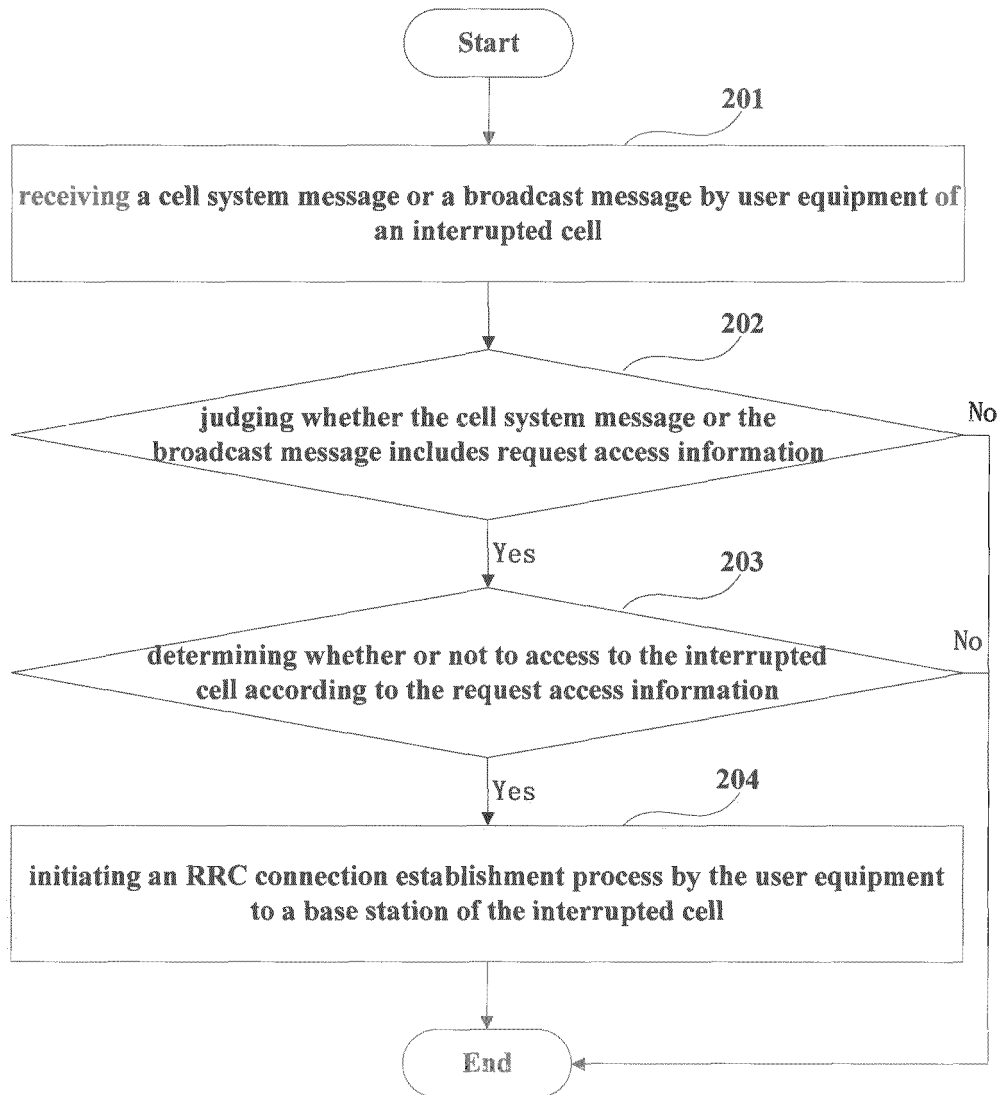 Start
201
receiving a cell system message or a broadcast message by user equipment of
an interrupted cell
202
judging whether the cell system message or the
broadcast message includes request access information
No
Yes
203
determining whether or not to access to the interrupted
cell according to the request access information
No
Yes
204
initiating an RRC connection establishment process by the user equipment
to a base station of the interrupted cell
End